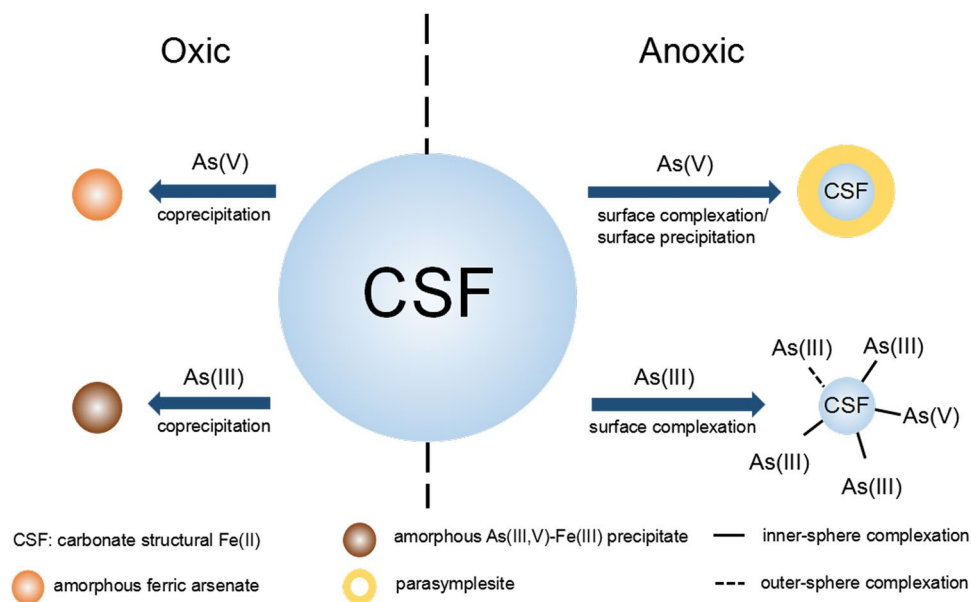 Oxic
Anoxic
As(V)
coprecipitation
As(V)
surface complexation/
surface precipitation
CSF
CSF
As(III)
coprecipitation
As(III)
surface complexation
As(III)
As(III)
CSF
As(V)
As(III)
As(III)
CSF: carbonate structural Fe(II)
amorphous As(III,V)-Fe(III) precipitate
inner-sphere complexation
amorphous ferric arsenate
parasymplesite
outer-sphere complexation